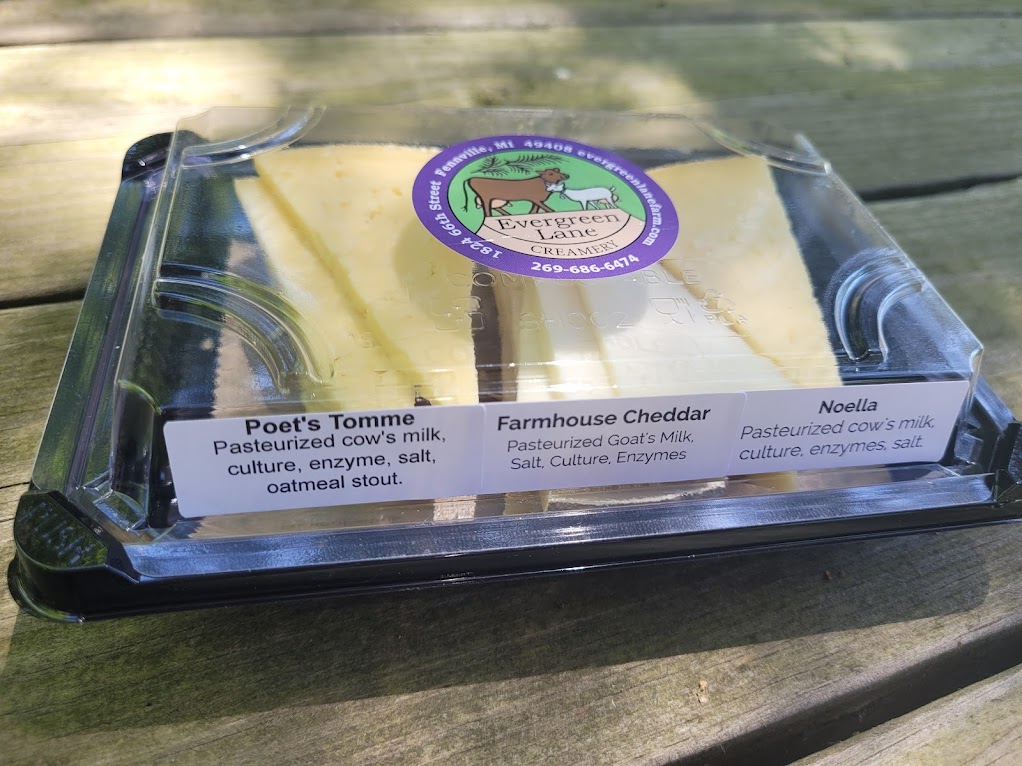 1824 66th Street Fennville, MI 49408 evergreenlanefarm.com
Evergreen
Lane
CREAMERY
269-686-6474
Poet's Tomme
Pasteurized cow's milk,
culture, enzyme, salt,
oatmeal stout.
Farmhouse Cheddar
Pasteurized Goat's Milk,
Salt, Culture, Enzymes
Noella
Pasteurized cow's milk,
culture, enzymes, salt.